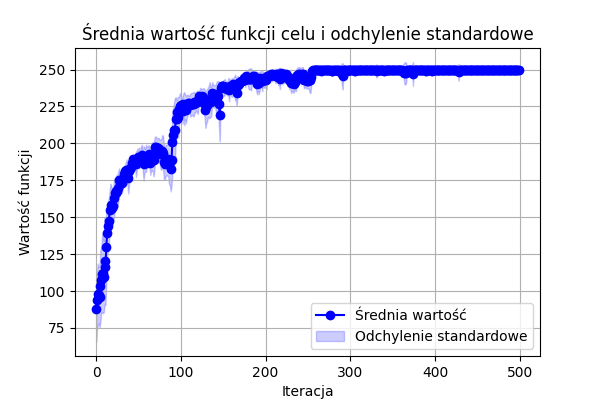 Średnia wartość funkcji celu i odchylenie standardowe
Wartość funkcji
250
225
200
175
150
125
100
75
0 100 200 300 400 500
Iteracja
Średnia wartość
Odchylenie standardowe